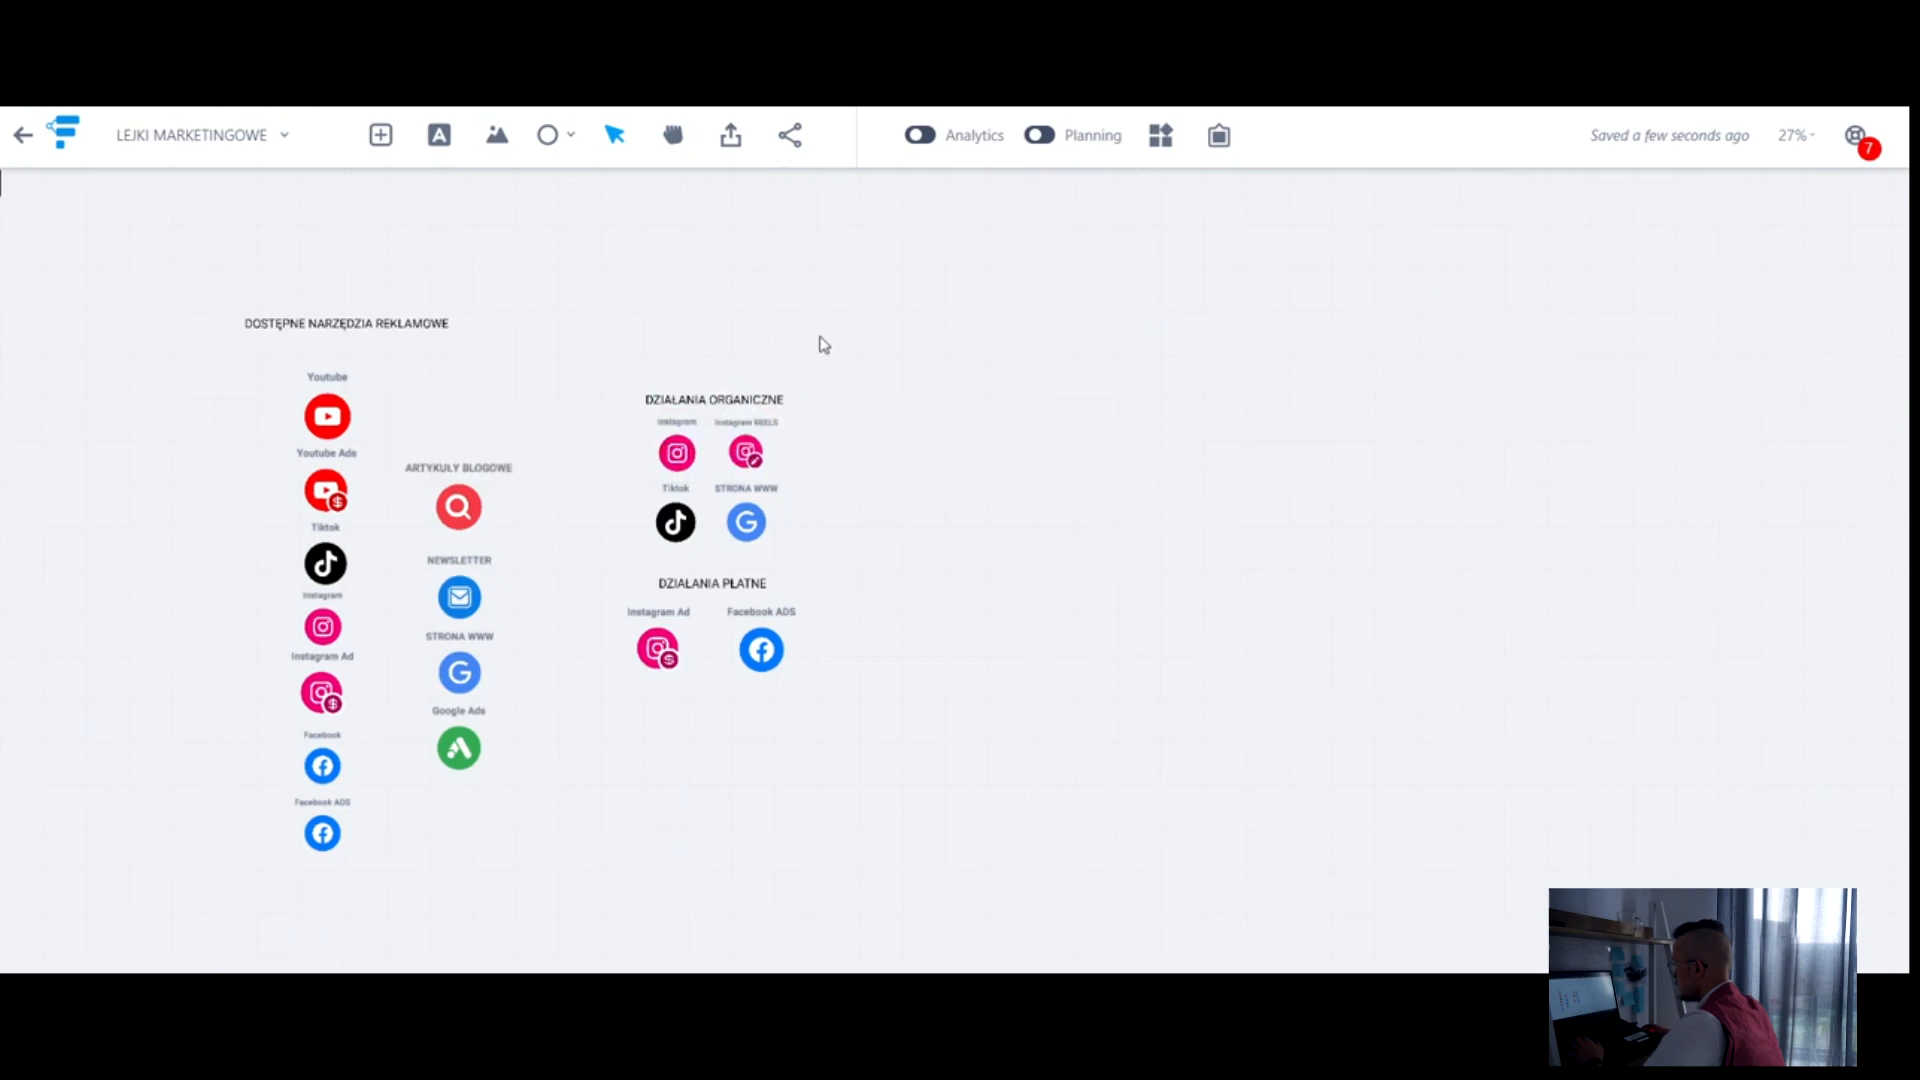 LEJKI MARKETINGOWE
A
Analytics
Planning
Saved a few seconds ago
27%
7
DOSTĘPNE NARZĘDZIA REKLAMOWE
Youtube
Youtube Ads
Tiktok
Instagram
Instagram Ad
Facebook
Facebook ADS
ARTYKUŁY BLOGOWE
NEWSLETTER
STRONA WWW
Google Ads
DZIAŁANIA ORGANICZNE
Instagram
Instagram REELS
Tiktok
STRONA WWW
DZIAŁANIA PŁATNE
Instagram Ad
Facebook ADS